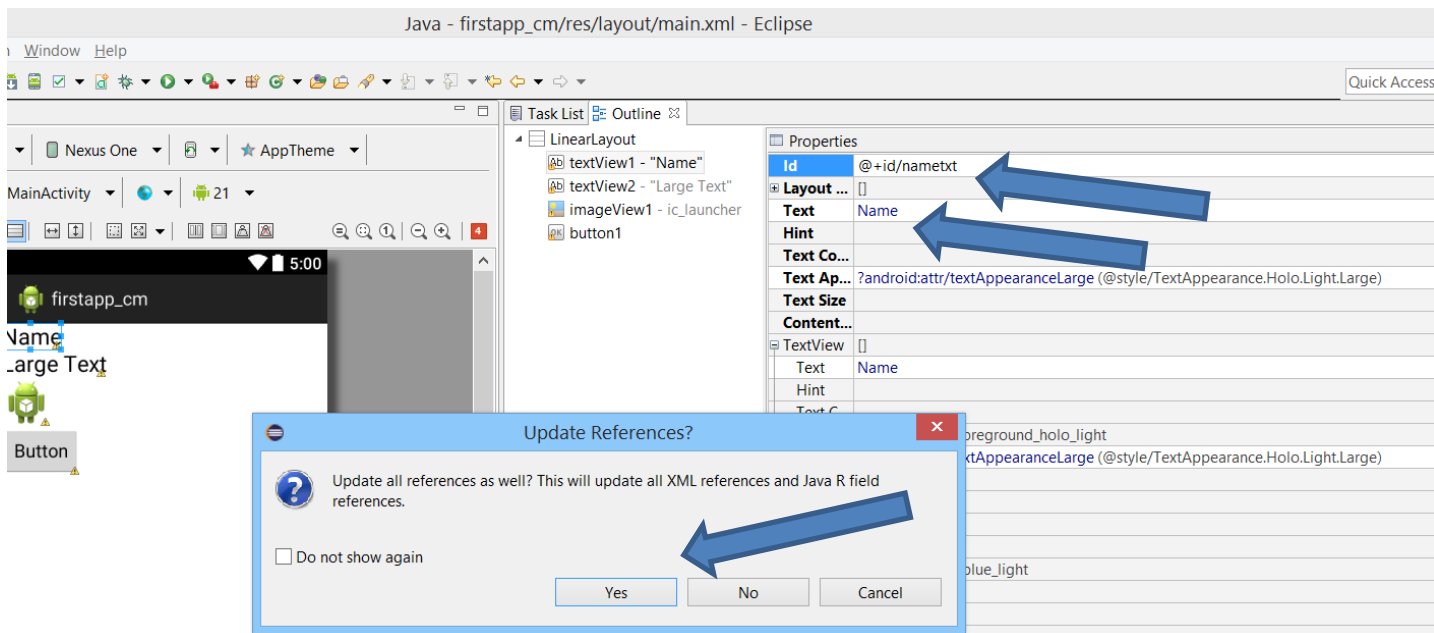 Java - firstapp_cm/res/layout/main.xml - Eclipse
Window Help
Quick Access
Task List Outline
Nexus One AppTheme
MainActivity 21
4
LinearLayout
textView1 - "Name"
textView2 - "Large Text"
imageView1 - ic_launcher
button1
Properties
Id @+id/nametxt
Layout ... []
Text Name
Hint
Text Co...
Text Ap... ?android:attr/textAppearanceLarge (@style/TextAppearance.Holo.Light.Large)
Text Size
Content...
TextView []
Text Name
Hint
Text C
oreground_holo_light
xtAppearanceLarge (@style/TextAppearance.Holo.Light.Large)
blue_light
5:00
firstapp_cm
Name
Large Text
Button
Update References?
Update all references as well? This will update all XML references and Java R field
references.
Do not show again
Yes No Cancel